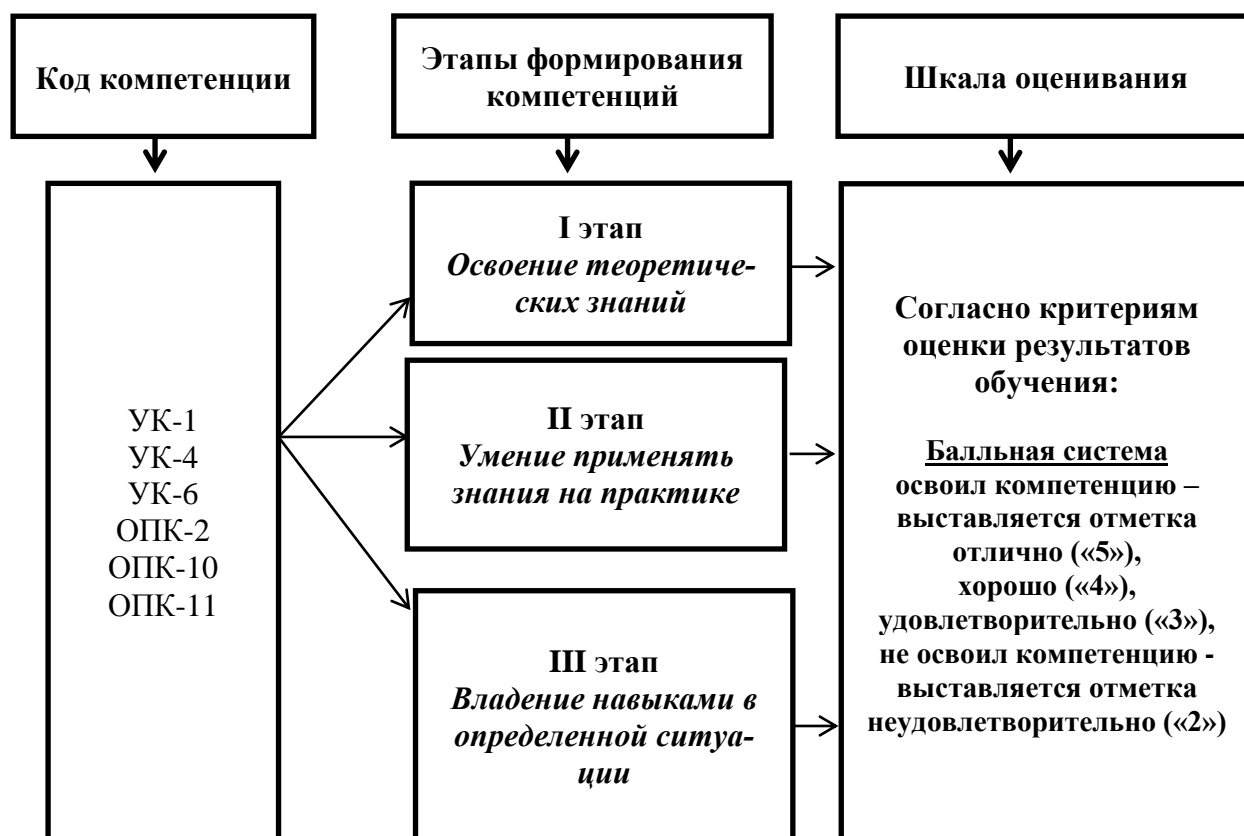 Код компетенции
Этапы формирования
компетенций
Шкала оценивания
УК-1
УК-4
УК-6
ОПК-2
ОПК-10
ОПК-11
I этап
Освоение теоретиче-
ских знаний
II этап
Умение применять
знания на практике
III этап
Владение навыками в
определенной ситуа-
ции
Согласно критериям
оценки результатов
обучения:
Балльная система
освоил компетенцию –
выставляется отметка
отлично («5»),
хорошо («4»),
удовлетворительно («3»),
не освоил компетенцию -
выставляется отметка
неудовлетворительно («2»)